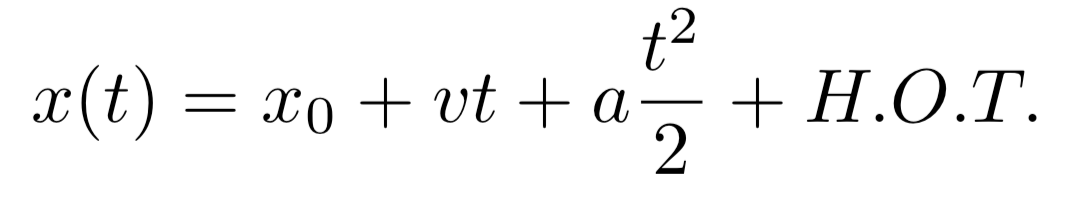 x(t) = x_0 + vt + a\frac{t^2}{2} + H.O.T.